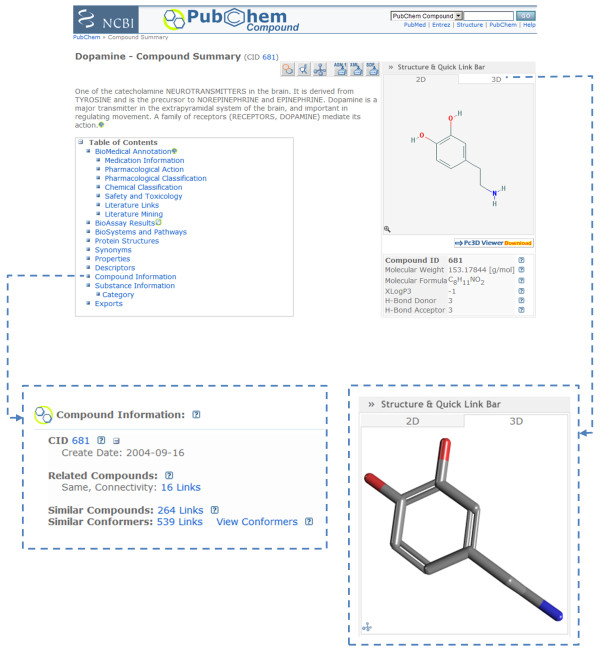 NCBI
PubChem
Compound
PubChem Compound
GO
PubMed | Entrez | Structure | PubChem | Help
PubChem » Compound Summary
Dopamine - Compound Summary (CID 681)
ASN.1 XML SDF
One of the catecholamine NEUROTRANSMITTERS in the brain. It is derived from
TYROSINE and is the precursor to NOREPINEPHRINE and EPINEPHRINE. Dopamine is a
major transmitter in the extrapyramidal system of the brain, and important in
regulating movement. A family of receptors (RECEPTORS, DOPAMINE) mediate its
action.
Table of Contents
BioMedical Annotation
Medication Information
Pharmacological Action
Pharmacological Classification
Chemical Classification
Safety and Toxicology
Literature Links
Literature Mining
BioAssay Results
BioSystems and Pathways
Protein Structures
Synonyms
Properties
Descriptors
Compound Information
Substance Information
Category
Exports
» Structure & Quick Link Bar
2D 3D
H
O
H O
H N H
Pc3D Viewer Download
Compound ID 681 ?
Molecular Weight 153.17844 [g/mol] ?
Molecular Formula C8H11NO2 ?
XLogP3 -1 ?
H-Bond Donor 3 ?
H-Bond Acceptor 3 ?
Compound Information: ?
CID 681 ?
Create Date: 2004-09-16
Related Compounds: ?
Same, Connectivity: 16 Links
Similar Compounds: 264 Links ?
Similar Conformers: 539 Links View Conformers ?
» Structure & Quick Link Bar
2D 3D